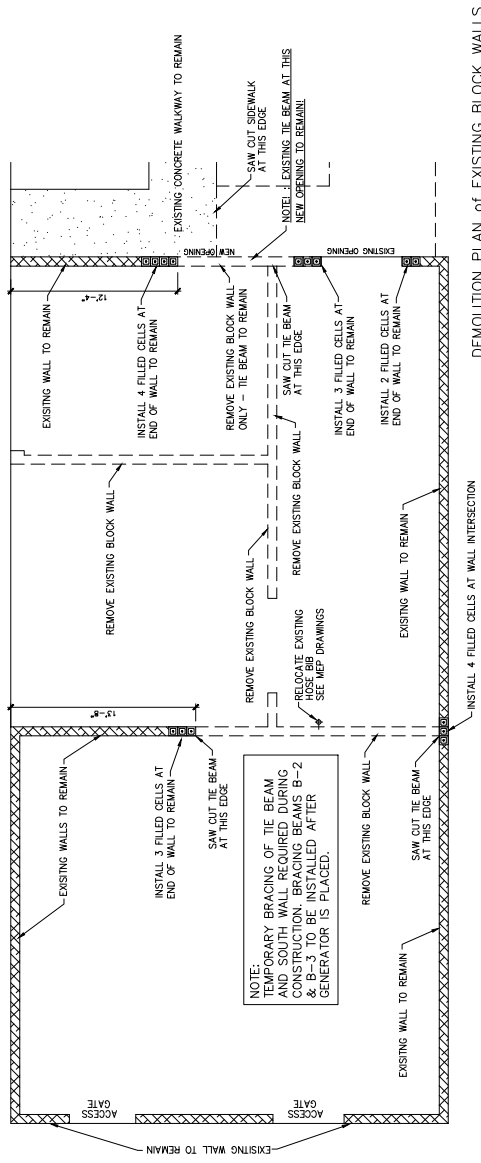 EXISTING CONCRETE WALKWAY TO REMAIN
SAW CUT SIDEWALK
AT THIS EDGE
NOTE! : EXISTING TIE BEAM AT THIS
NEW OPENING TO REMAIN!
12'-4"
NEW OPENING
EXISTING OPENING
EXISITNG WALL TO REMAIN
INSTALL 4 FILLED CELLS AT
END OF WALL TO REMAIN
REMOVE EXISTING BLOCK WALL
ONLY - TIE BEAM TO REMAIN
SAW CUT TIE BEAM
AT THIS EDGE
INSTALL 3 FILLED CELLS AT
END OF WALL TO REMAIN
INSTALL 2 FILLED CELLS AT
END OF WALL TO REMAIN
REMOVE EXISTING BLOCK WALL
REMOVE EXISTING BLOCK WALL
REMOVE EXISTING BLOCK WALL
EXISITNG WALL TO REMAIN
13'-8"
RELOCATE EXISTING
HOSE BIB
SEE MEP DRAWINGS
INSTALL 4 FILLED CELLS AT WALL INTERSECTION
EXISITNG WALLS TO REMAIN
INSTALL 3 FILLED CELLS AT
END OF WALL TO REMAIN
SAW CUT TIE BEAM
AT THIS EDGE
NOTE:
TEMPORARY BRACING OF TIE BEAM
AND SOUTH WALL REQUIRED DURING
CONSTRUCTION. BRACING BEAMS B-2
& B-3 TO BE INSTALLED AFTER
GENERATOR IS PLACED.
REMOVE EXISTING BLOCK WALL
SAW CUT TIE BEAM
AT THIS EDGE
EXISITNG WALL TO REMAIN
ACCESS
GATE
ACCESS
GATE
EXISITNG WALL TO REMAIN
DEMOLITION PLAN of EXISTING BLOCK WALLS